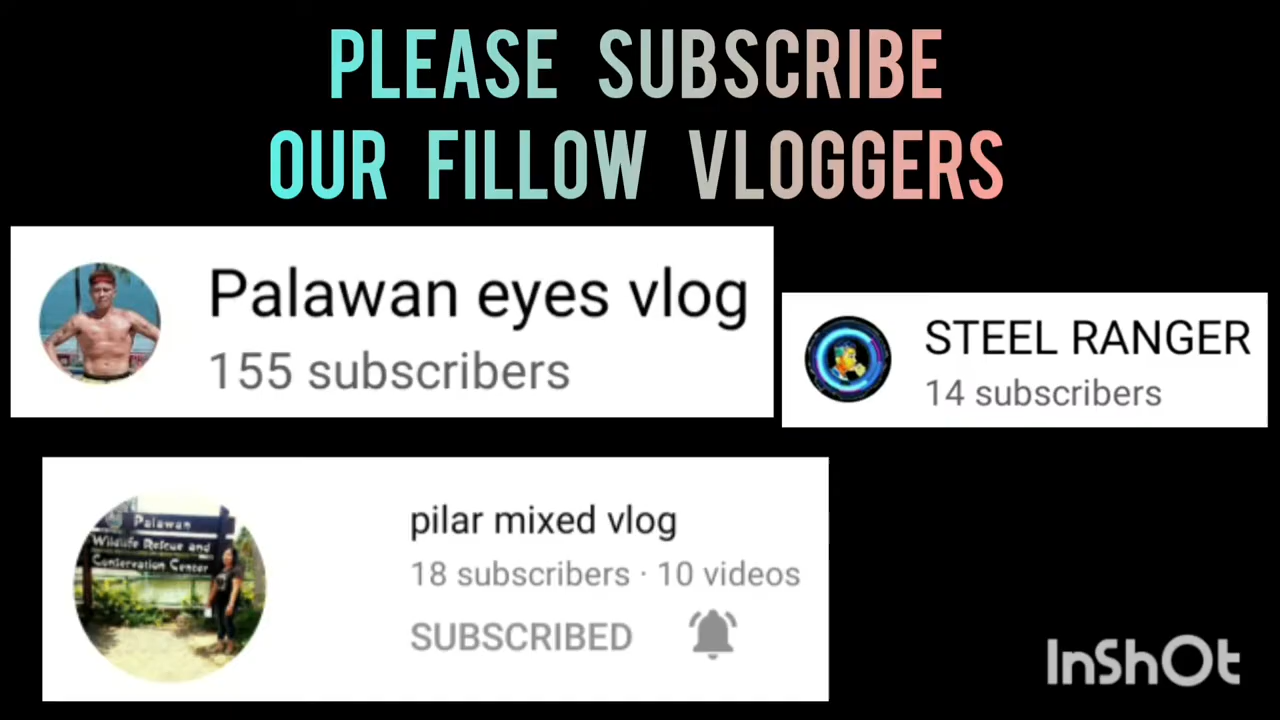 PLEASE SUBSCRIBE
OUR FILLOW VLOGGERS
Palawan eyes vlog
155 subscribers
STEEL RANGER
14 subscribers
Palawan
Wildlife Rescue and
Conservation Center
pilar mixed vlog
18 subscribers · 10 videos
SUBSCRIBED
InShOt